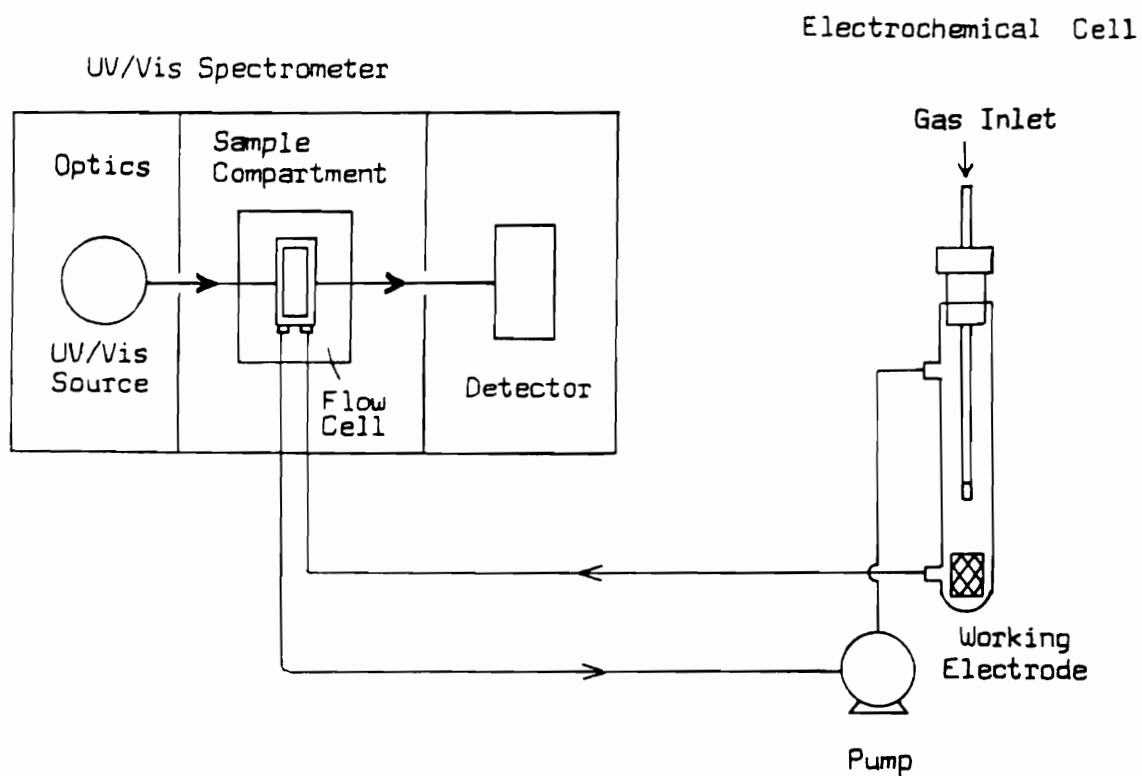 Electrochemical Cell
UV/Vis Spectrometer
Gas Inlet
Optics
Sample
Compartment
UV/Vis
Source
Flow
Cell
Detector
Working
Electrode
Pump